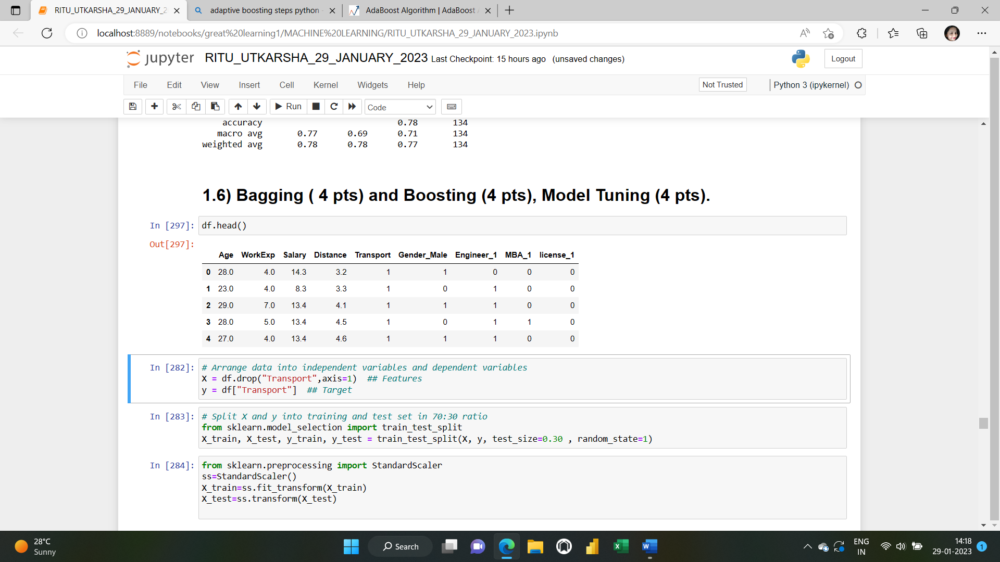 RITU_UTKARSHA_29_JANUARY_2
adaptive boosting steps python
AdaBoost Algorithm | AdaBoost
localhost:8889/notebooks/great%20learning1/MACHINE%20LEARNING/RITU_UTKARSHA_29_JANUARY_2023.ipynb
jupyter RITU_UTKARSHA_29_JANUARY_2023 Last Checkpoint: 15 hours ago (unsaved changes)
Logout
File Edit View Insert Cell Kernel Widgets Help
Not Trusted
Python 3 (ipykernel)
Run
Code
accuracy 0.78 134
macro avg 0.77 0.69 0.71 134
weighted avg 0.78 0.78 0.77 134
1.6) Bagging ( 4 pts) and Boosting (4 pts), Model Tuning (4 pts).
In [297]: df.head()
Out[297]:
Age WorkExp Salary Distance Transport Gender_Male Engineer_1 MBA_1 license_1
0 28.0 4.0 14.3 3.2 1 1 0 0 0
1 23.0 4.0 8.3 3.3 1 0 1 0 0
2 29.0 7.0 13.4 4.1 1 1 1 0 0
3 28.0 5.0 13.4 4.5 1 0 1 1 0
4 27.0 4.0 13.4 4.6 1 1 1 0 0
In [282]: # Arrange data into independent variables and dependent variables
X = df.drop("Transport",axis=1)  ## Features
y = df["Transport"]  ## Target
In [283]: # Split X and y into training and test set in 70:30 ratio
from sklearn.model_selection import train_test_split
X_train, X_test, y_train, y_test = train_test_split(X, y, test_size=0.30 , random_state=1)
In [284]: from sklearn.preprocessing import StandardScaler
ss=StandardScaler()
X_train=ss.fit_transform(X_train)
X_test=ss.transform(X_test)
28°C
Sunny
Search
ENG
IN
14:18
29-01-2023
1